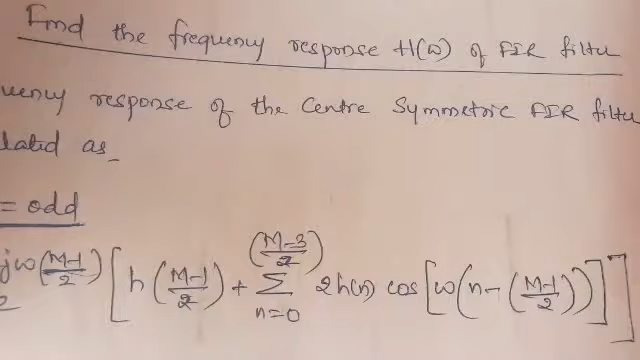 Find the frequency response H(ω) of FIR filter
uency response of the Centre Symmetric FIR filter
lated as
= odd
jω(M-1/2) [h(M-1/2) + Σ_{n=0}^{(M-3/2)} 2h(n) cos[ω(n-(M-1/2))]]